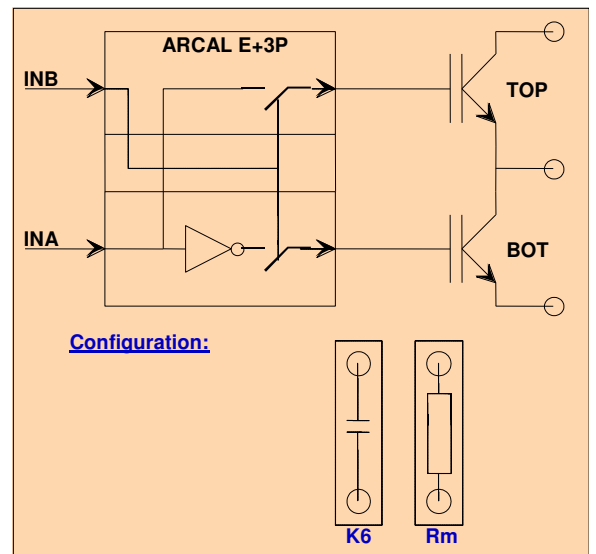 ARCAL E+3P
INB
TOP
INA
BOT
Configuration:
K6
Rm